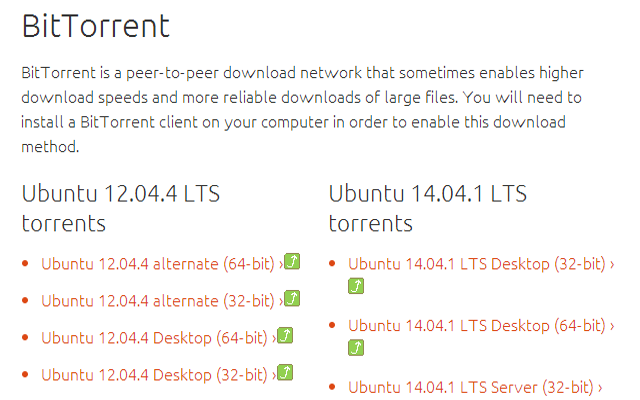 BitTorrent
BitTorrent is a peer-to-peer download network that sometimes enables higher
download speeds and more reliable downloads of large files. You will need to
install a BitTorrent client on your computer in order to enable this download
method.
Ubuntu 12.04.4 LTS
torrents
• Ubuntu 12.04.4 alternate (64-bit) ›
• Ubuntu 12.04.4 alternate (32-bit) ›
• Ubuntu 12.04.4 Desktop (64-bit) ›
• Ubuntu 12.04.4 Desktop (32-bit) ›
Ubuntu 14.04.1 LTS
torrents
• Ubuntu 14.04.1 LTS Desktop (32-bit) ›
• Ubuntu 14.04.1 LTS Desktop (64-bit) ›
• Ubuntu 14.04.1 LTS Server (32-bit) ›